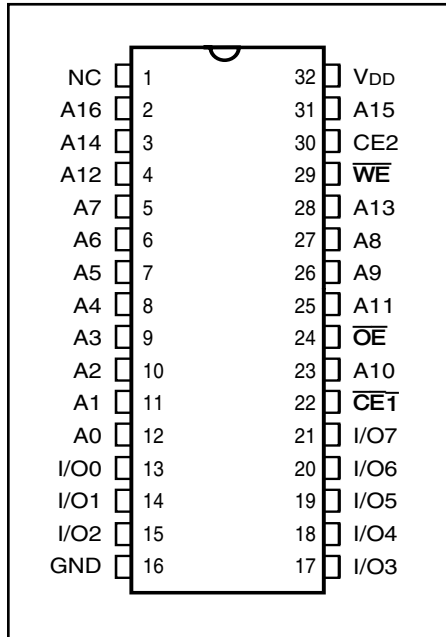 NC 1 32 VDD
A16 2 31 A15
A14 3 30 CE2
A12 4 29 W̅E̅
A7 5 28 A13
A6 6 27 A8
A5 7 26 A9
A4 8 25 A11
A3 9 24 O̅E̅
A2 10 23 A10
A1 11 22 C̅E̅1̅
A0 12 21 I/O7
I/O0 13 20 I/O6
I/O1 14 19 I/O5
I/O2 15 18 I/O4
GND 16 17 I/O3